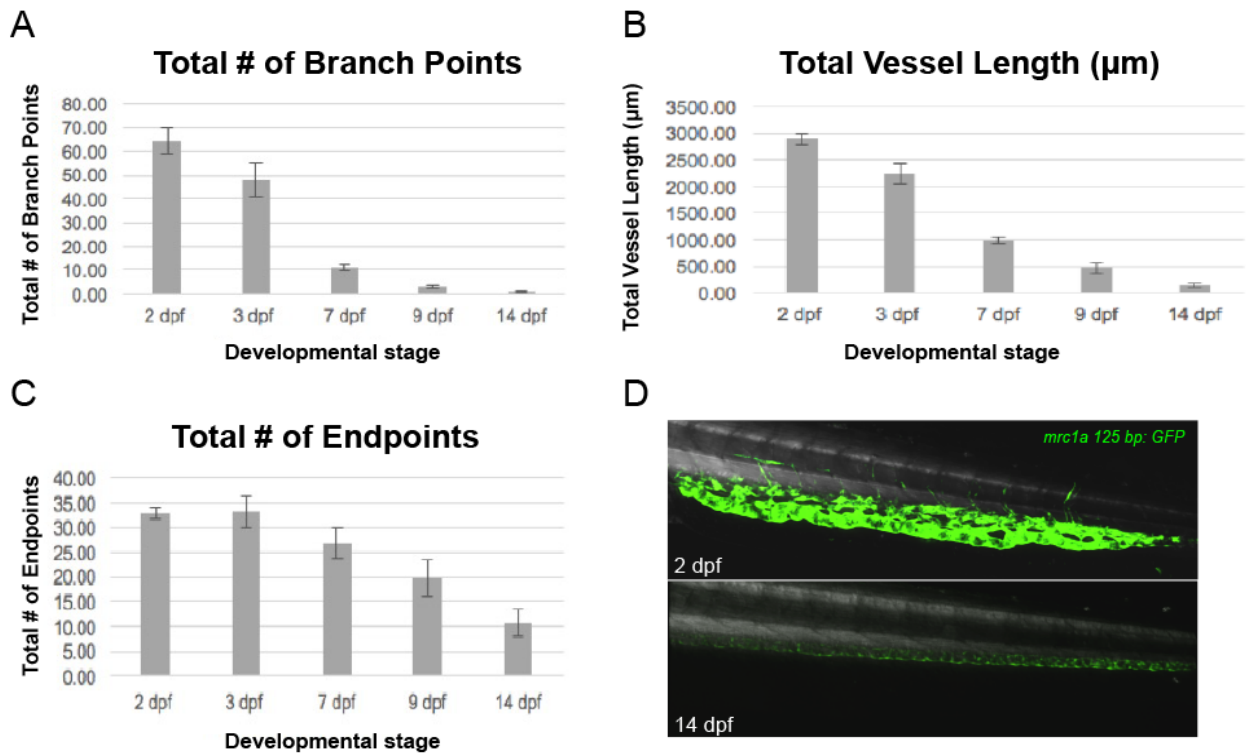 A
Total # of Branch Points
Total # of Branch Points
80.00
70.00
60.00
50.00
40.00
30.00
20.00
10.00
0.00
2 dpf 3 dpf 7 dpf 9 dpf 14 dpf
Developmental stage
B
Total Vessel Length (µm)
Total Vessel Length (µm)
3500.00
3000.00
2500.00
2000.00
1500.00
1000.00
500.00
0.00
2 dpf 3 dpf 7 dpf 9 dpf 14 dpf
Developmental stage
C
Total # of Endpoints
Total # of Endpoints
40.00
35.00
30.00
25.00
20.00
15.00
10.00
5.00
0.00
2 dpf 3 dpf 7 dpf 9 dpf 14 dpf
Developmental stage
D
mrc1a 125 bp: GFP
2 dpf
14 dpf